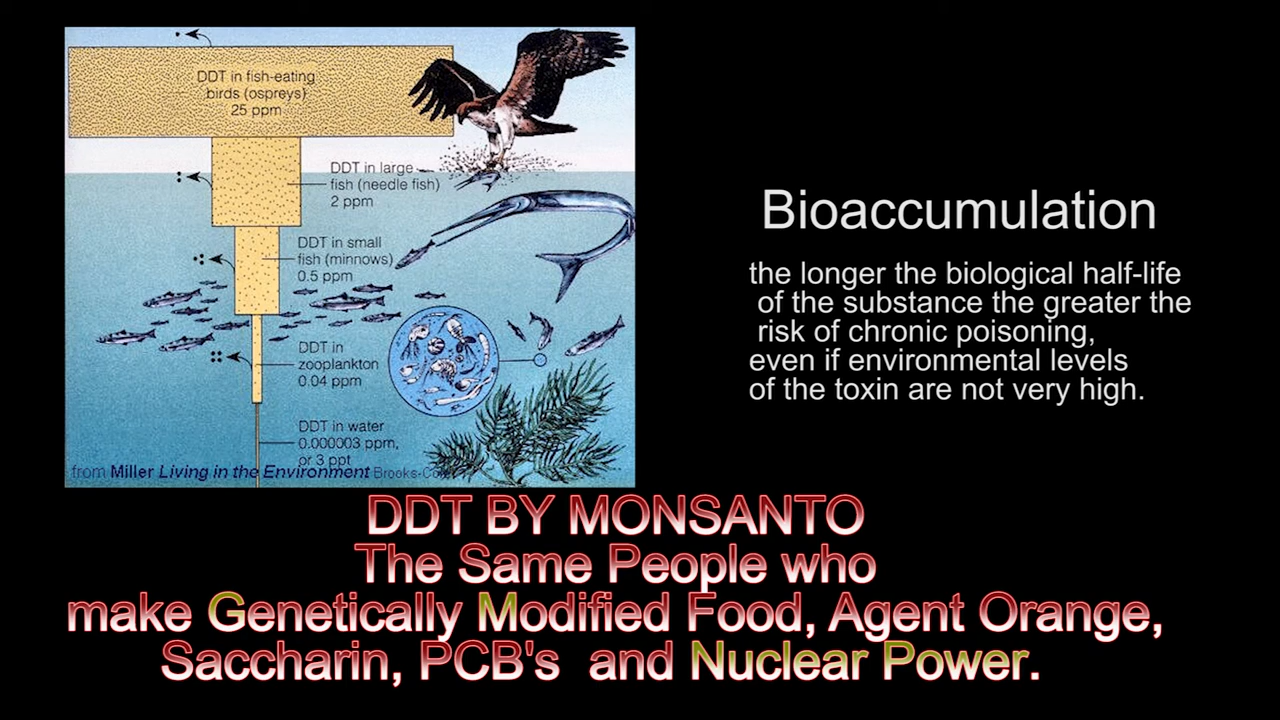 DDT in fish-eating
birds (ospreys)
25 ppm
DDT in large
fish (needle fish)
2 ppm
DDT in small
fish (minnows)
0.5 ppm
DDT in
zooplankton
0.04 ppm
DDT in water
0.000003 ppm,
or 3 ppt
from Miller Living in the Environment
Bioaccumulation
the longer the biological half-life
of the substance the greater the
risk of chronic poisoning,
even if environmental levels
of the toxin are not very high.
DDT BY MONSANTO
The Same People who
make Genetically Modified Food, Agent Orange,
Saccharin, PCB's and Nuclear Power.